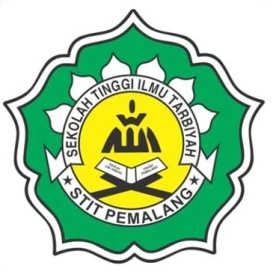 SEKOLAH TINGGI ILMU TARBIYAH
★ STIT PEMALANG ★